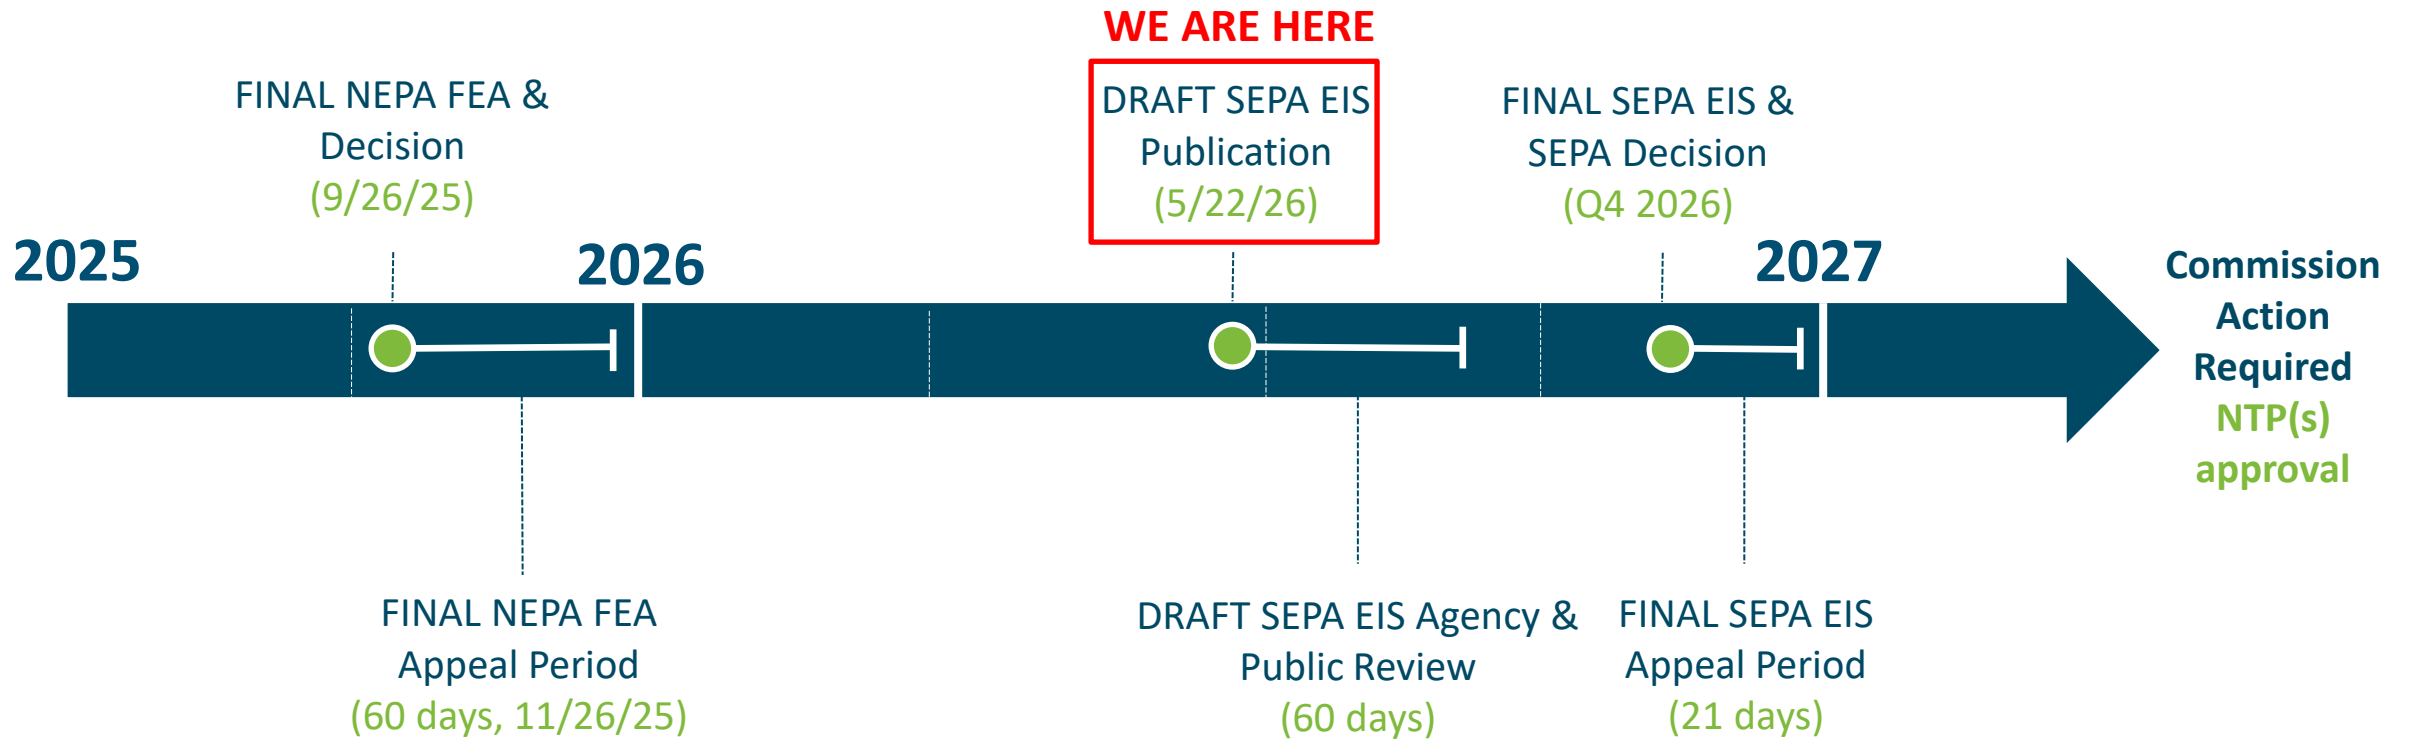 WE ARE HERE
FINAL NEPA FEA &
Decision
(9/26/25)
DRAFT SEPA EIS
Publication
(5/22/26)
FINAL SEPA EIS &
SEPA Decision
(Q4 2026)
2025
2026
2027
Commission
Action
Required
NTP(s)
approval
FINAL NEPA FEA
Appeal Period
(60 days, 11/26/25)
DRAFT SEPA EIS Agency &
Public Review
(60 days)
FINAL SEPA EIS
Appeal Period
(21 days)